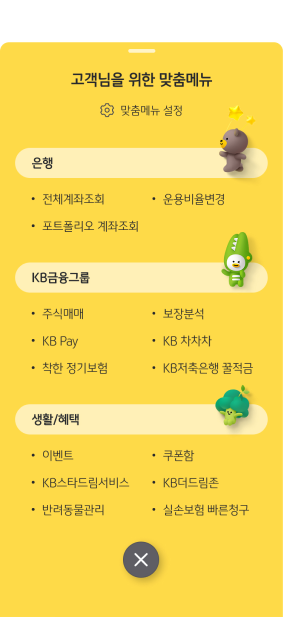 고객님을 위한 맞춤메뉴
맞춤메뉴 설정
은행
• 전체계좌조회 • 운용비율변경
• 포트폴리오 계좌조회
KB금융그룹
• 주식매매 • 보장분석
• KB Pay • KB 차차차
• 착한 정기보험 • KB저축은행 꿀적금
생활/혜택
• 이벤트 • 쿠폰함
• KB스타드림서비스 • KB더드림존
• 반려동물관리 • 실손보험 빠른청구